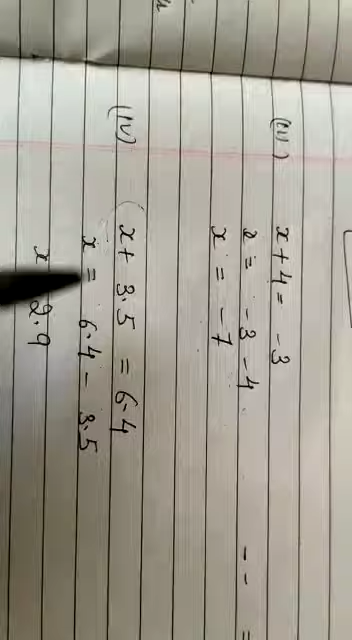 (iii) x + 4 = -3
x = -3 -4
x = -7
(iv) x + 3.5 = 6.4
x = 6.4 - 3.5
x 2.9